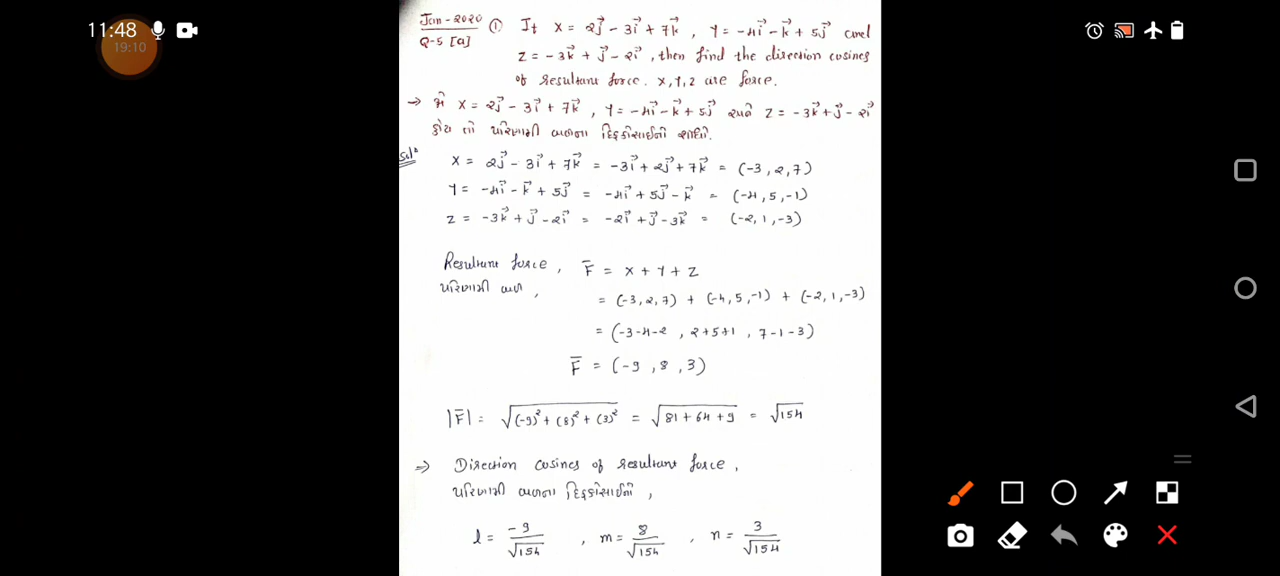 11:48
19:10
Jan-2020
Q-5 [a]
① If X = 2j⃗ - 3i⃗ + 7k⃗ , Y = -4i⃗ - k⃗ + 5j⃗ and
Z = -3k⃗ + j⃗ - 2i⃗ , then find the direction cosines
of resultant force. X, Y, Z are force.
→ જો X = 2j⃗ - 3i⃗ + 7k⃗ , Y = -4i⃗ - k⃗ + 5j⃗ અને Z = -3k⃗ + j⃗ - 2i⃗
હોય તો પરિણામી બળના દિક્કોસાઈનો શોધો.
Solⁿ X = 2j⃗ - 3i⃗ + 7k⃗ = -3i⃗ + 2j⃗ + 7k⃗ = (-3, 2, 7)
Y = -4i⃗ - k⃗ + 5j⃗ = -4i⃗ + 5j⃗ - k⃗ = (-4, 5, -1)
Z = -3k⃗ + j⃗ - 2i⃗ = -2i⃗ + j⃗ - 3k⃗ = (-2, 1, -3)
Resultant force, F̅ = X + Y + Z
પરિણામી બળ,
= (-3, 2, 7) + (-4, 5, -1) + (-2, 1, -3)
= (-3-4-2 , 2+5+1 , 7-1-3)
F̅ = (-9 , 8 , 3)
|F̅| = √(-9)² + (8)² + (3)² = √81 + 64 + 9 = √154
⇒ Direction cosines of resultant force,
પરિણામી બળના દિક્કોસાઈનો,
l = -9/√154 , m = 8/√154 , n = 3/√154